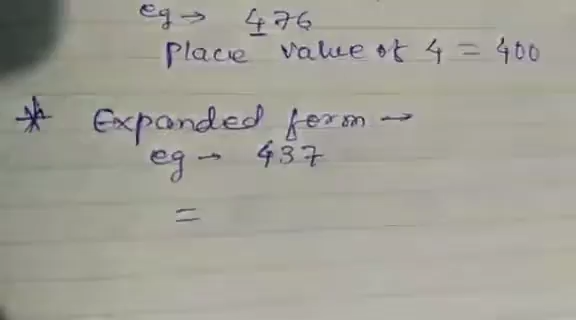 eg → 476
Place value of 4 = 400
* Expanded form →
eg → 437
=